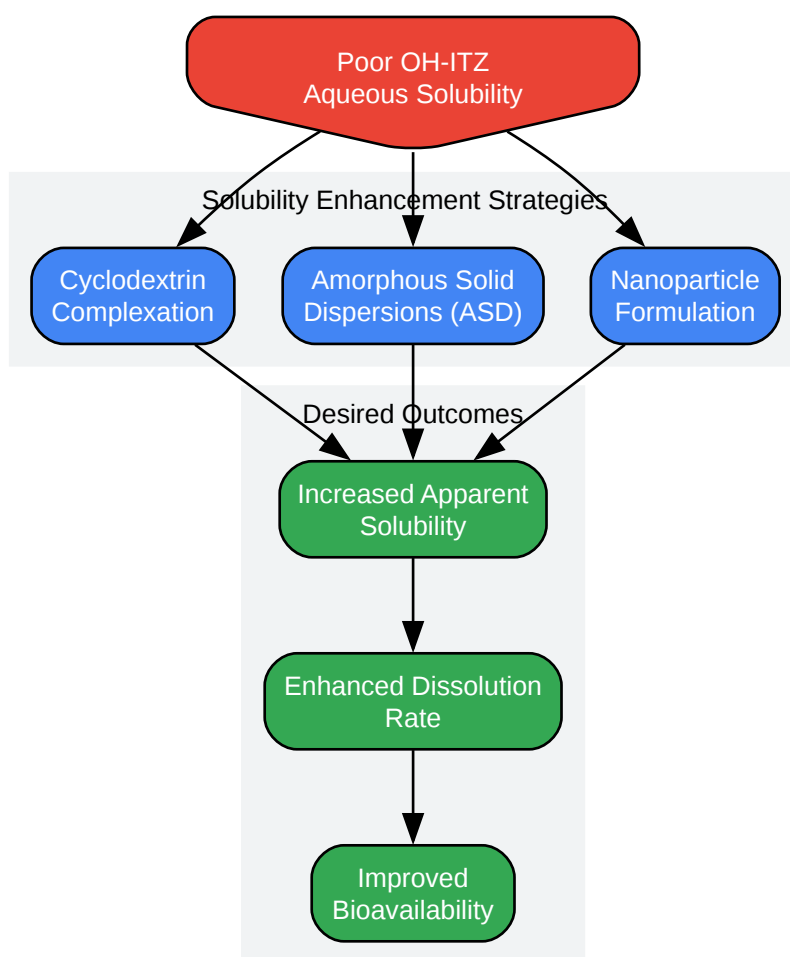 Poor OH-ITZ
Aqueous Solubility
Solubility Enhancement Strategies
Cyclodextrin
Complexation
Amorphous Solid
Dispersions (ASD)
Nanoparticle
Formulation
Desired Outcomes
Increased Apparent
Solubility
Enhanced Dissolution
Rate
Improved
Bioavailability